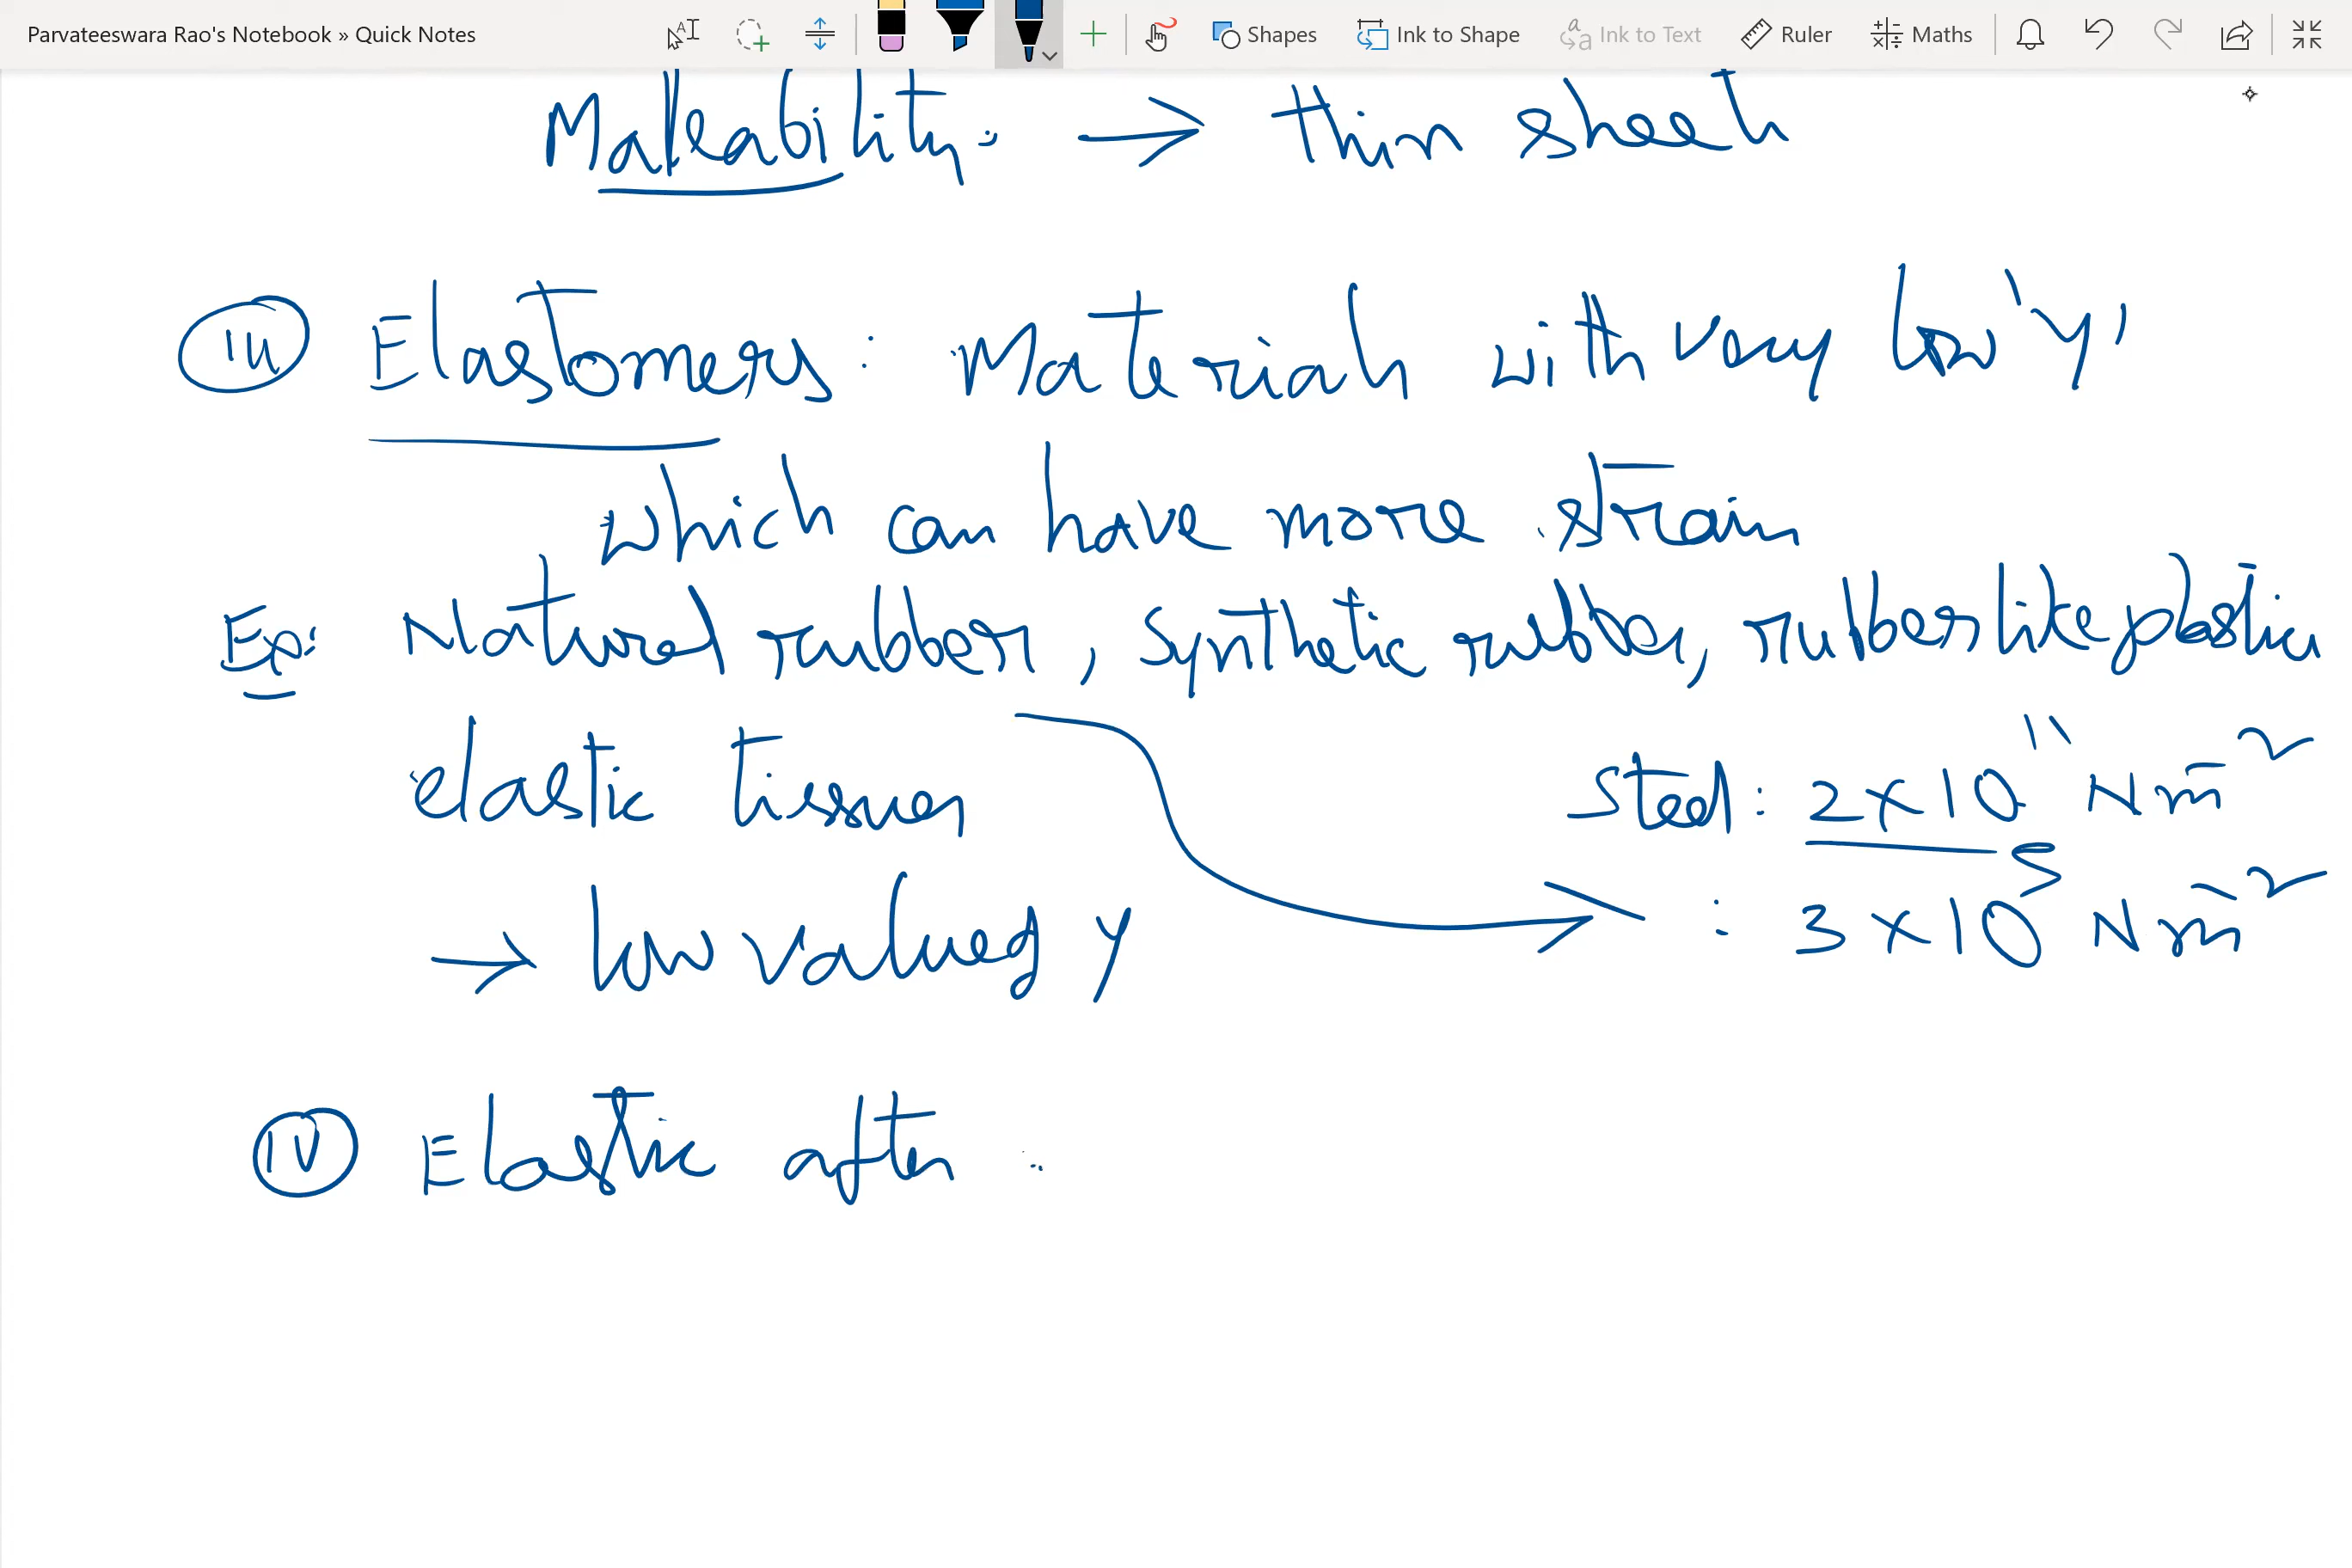 Parvateeswara Rao's Notebook » Quick Notes Shapes Ink to Shape Ink to Text Ruler Maths
Malleability: → thin sheets
(iii) Elastomers: Materials with very low 'Y'
which can have more strain
Ex: Natural rubber, synthetic rubber, rubber like plastics
elastic tissues
Steel: 2×10¹¹ Nm⁻²
→ low values of Y
: 3×10⁵ Nm⁻²
(iv) Elastic after :